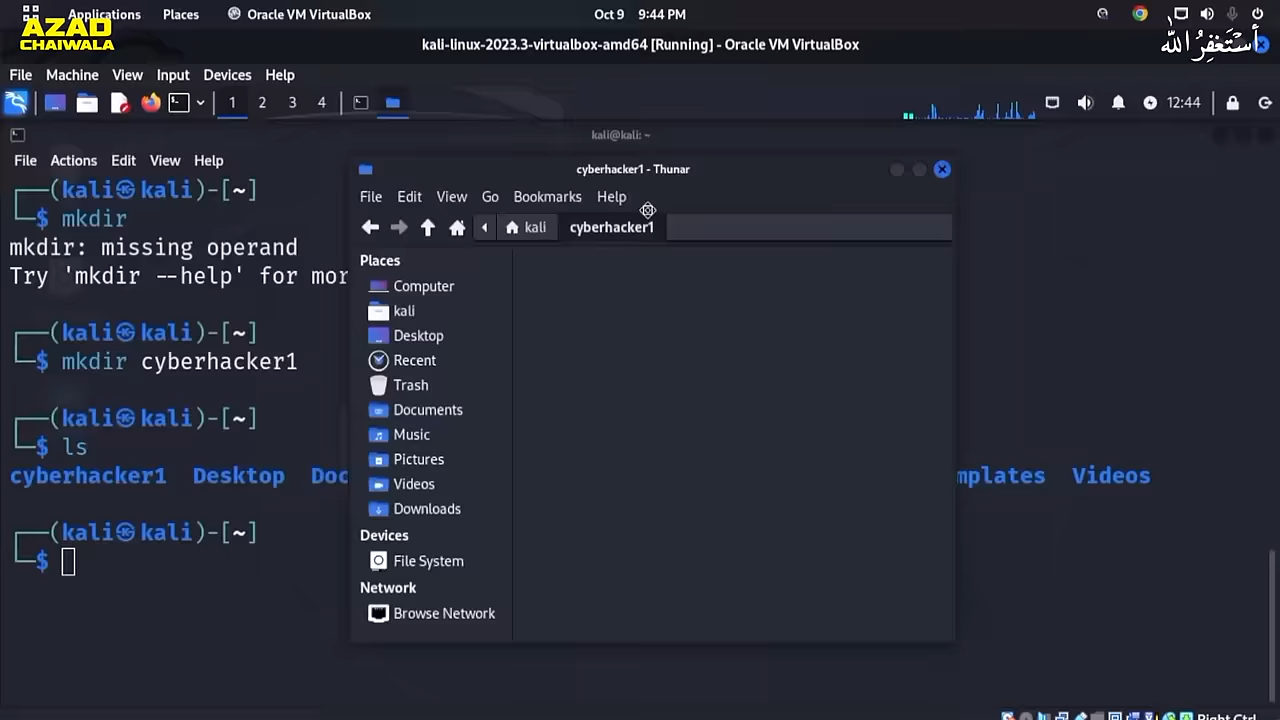 Applications Places Oracle VM VirtualBox Oct 9 9:44 PM
AZAD
CHAIWALA
أستغفر الله
kali-linux-2023.3-virtualbox-amd64 [Running] - Oracle VM VirtualBox
File Machine View Input Devices Help
1 2 3 4 12:44
kali@kali: ~
File Actions Edit View Help
┌──(kali㉿kali)-[~]
└─$ mkdir
mkdir: missing operand
Try 'mkdir --help' for mor
┌──(kali㉿kali)-[~]
└─$ mkdir cyberhacker1
┌──(kali㉿kali)-[~]
└─$ ls
cyberhacker1 Desktop Doc mplates Videos
┌──(kali㉿kali)-[~]
└─$
cyberhacker1 - Thunar
File Edit View Go Bookmarks Help
kali cyberhacker1
Places
Computer
kali
Desktop
Recent
Trash
Documents
Music
Pictures
Videos
Downloads
Devices
File System
Network
Browse Network
Right Ctrl